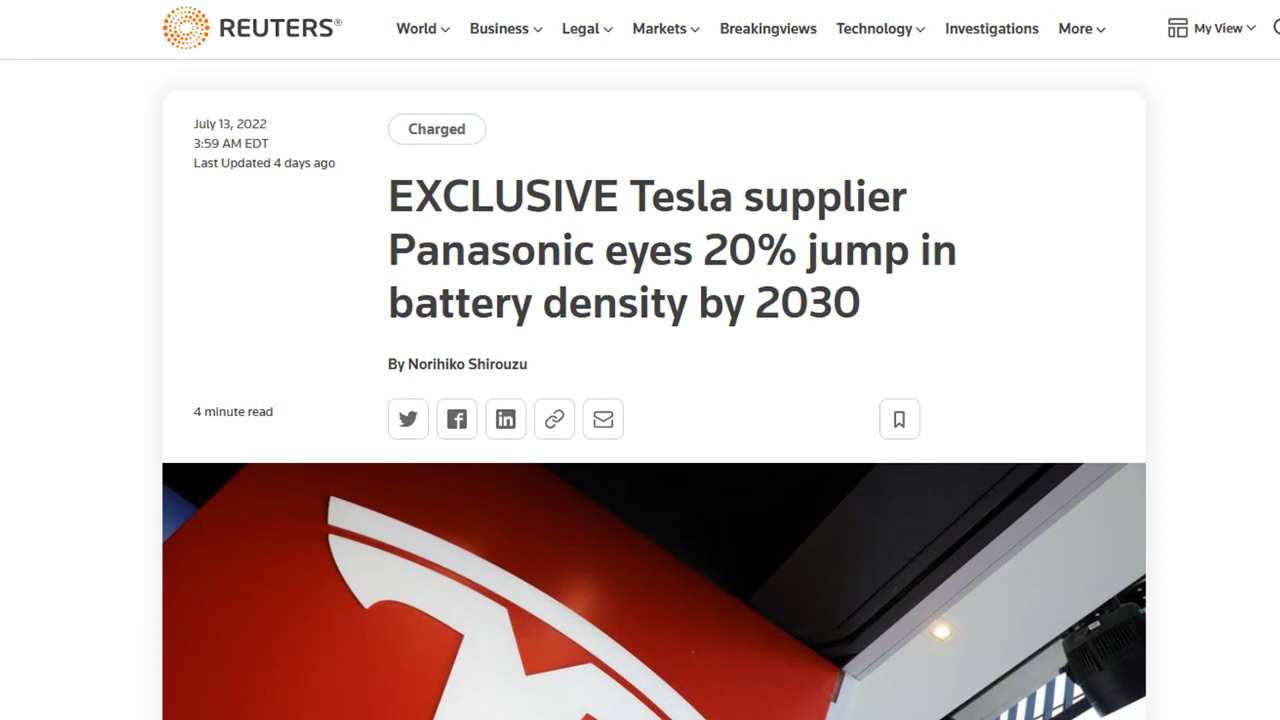 REUTERS®
World Business Legal Markets Breakingviews Technology Investigations More My View
July 13, 2022
3:59 AM EDT
Last Updated 4 days ago
Charged
EXCLUSIVE Tesla supplier
Panasonic eyes 20% jump in
battery density by 2030
By Norihiko Shirouzu
4 minute read